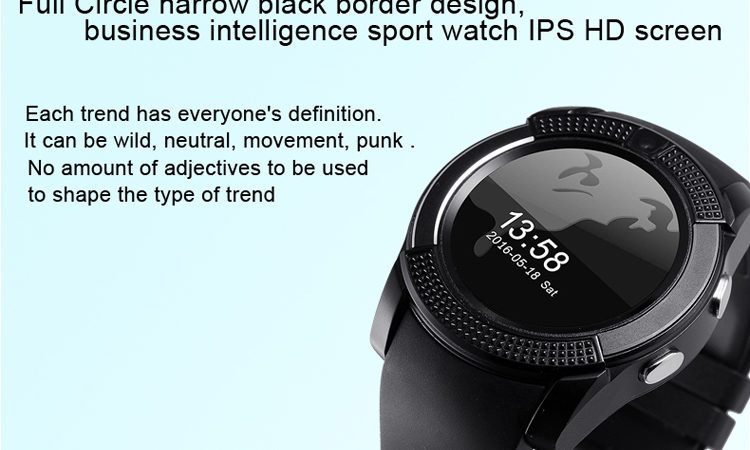 Full Circle narrow black border design,
business intelligence sport watch IPS HD screen
Each trend has everyone's definition.
It can be wild, neutral, movement, punk .
No amount of adjectives to be used
to shape the type of trend
13:58
2016-05-18 Sat